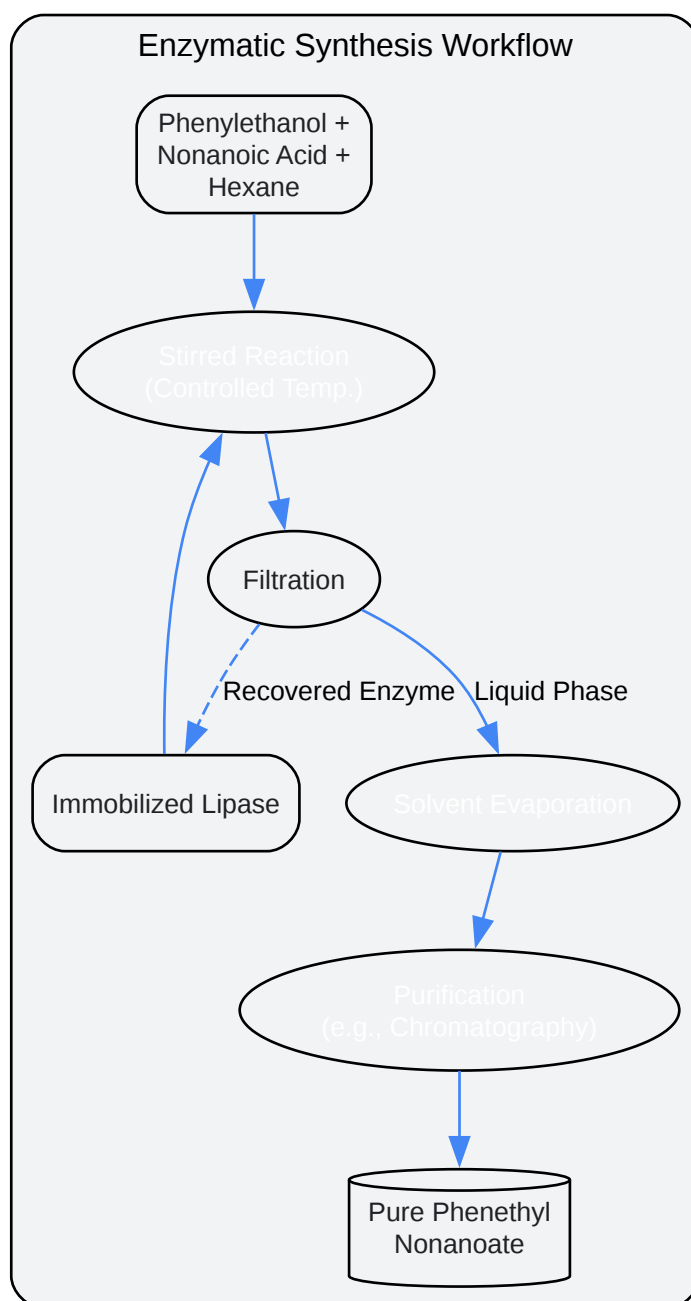 Enzymatic Synthesis Workflow
Phenylethanol +
Nonanoic Acid +
Hexane
Stirred Reaction
(Controlled Temp.)
Filtration
Recovered Enzyme
Liquid Phase
Immobilized Lipase
Solvent Evaporation
Purification
(e.g., Chromatography)
Pure Phenethyl
Nonanoate